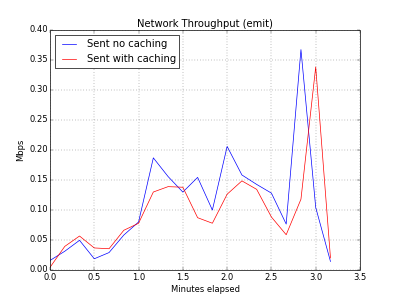 Network Throughput (emit)
0.40
Sent no caching
Sent with caching
0.35
0.30
0.25
0.20
0.15
0.10
0.05
0.00
Mbps
0.0 0.5 1.0 1.5 2.0 2.5 3.0 3.5
Minutes elapsed